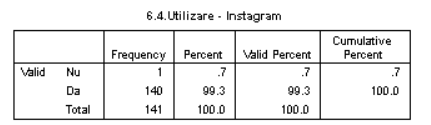 6.4.Utilizare - Instagram
Frequency Percent Valid Percent Cumulative Percent
Valid Nu 1 .7 .7 .7
Da 140 99.3 99.3 100.0
Total 141 100.0 100.0